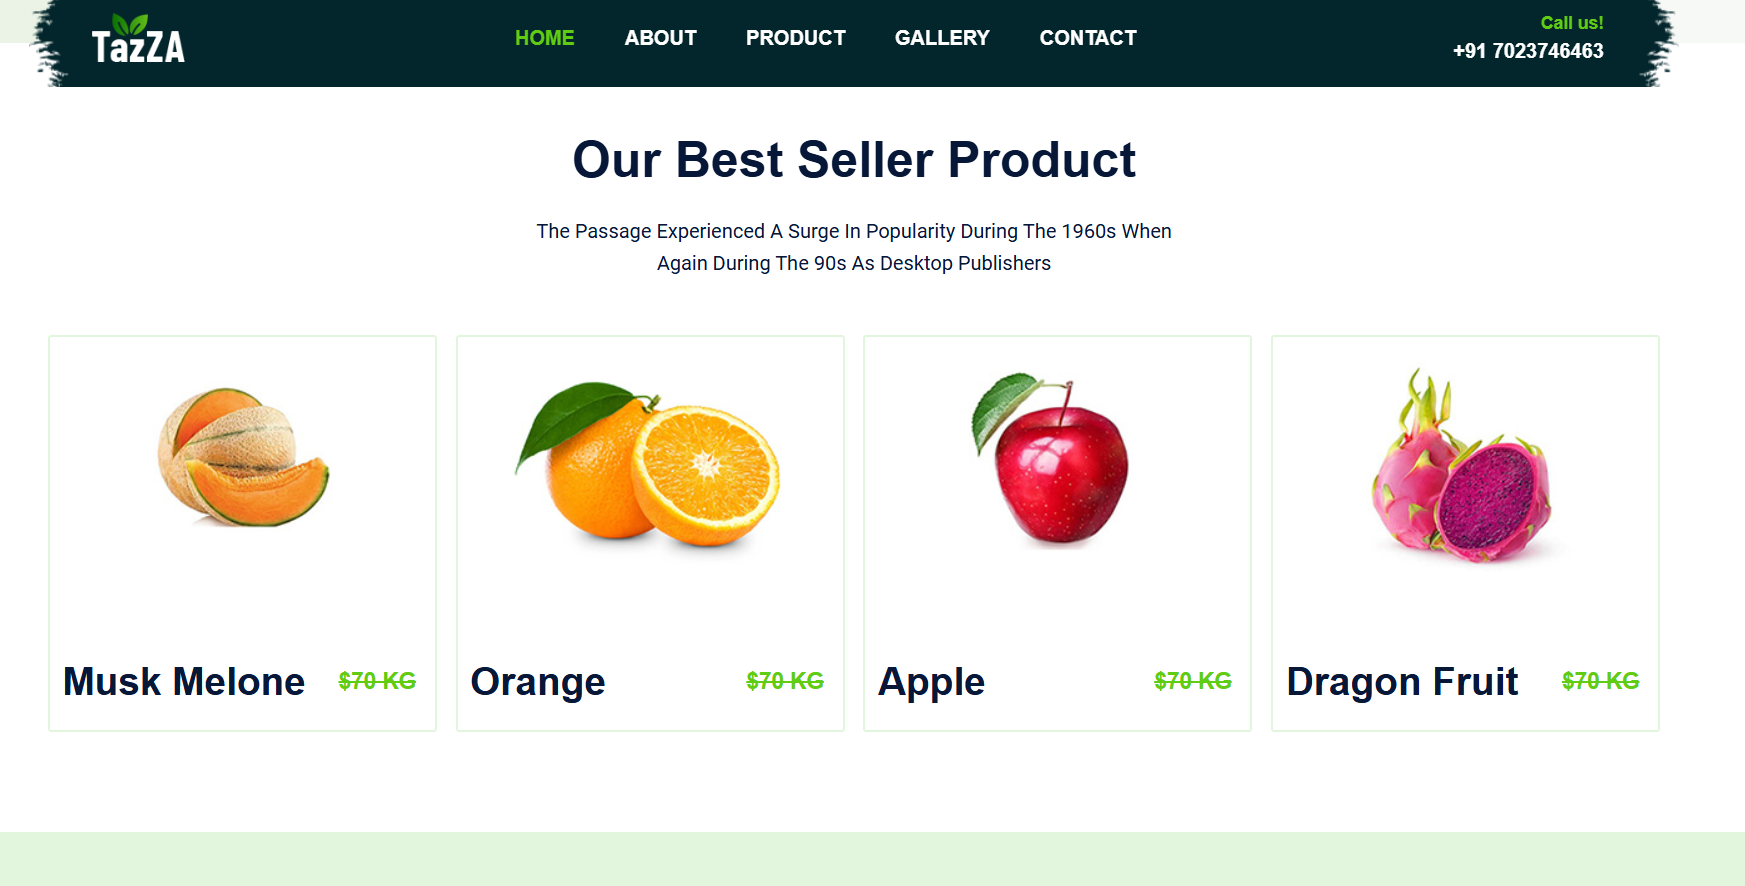 TazZA
HOME ABOUT PRODUCT GALLERY CONTACT
Call us!
+91 7023746463
Our Best Seller Product
The Passage Experienced A Surge In Popularity During The 1960s When
Again During The 90s As Desktop Publishers
Musk Melone $70 KG
Orange $70 KG
Apple $70 KG
Dragon Fruit $70 KG